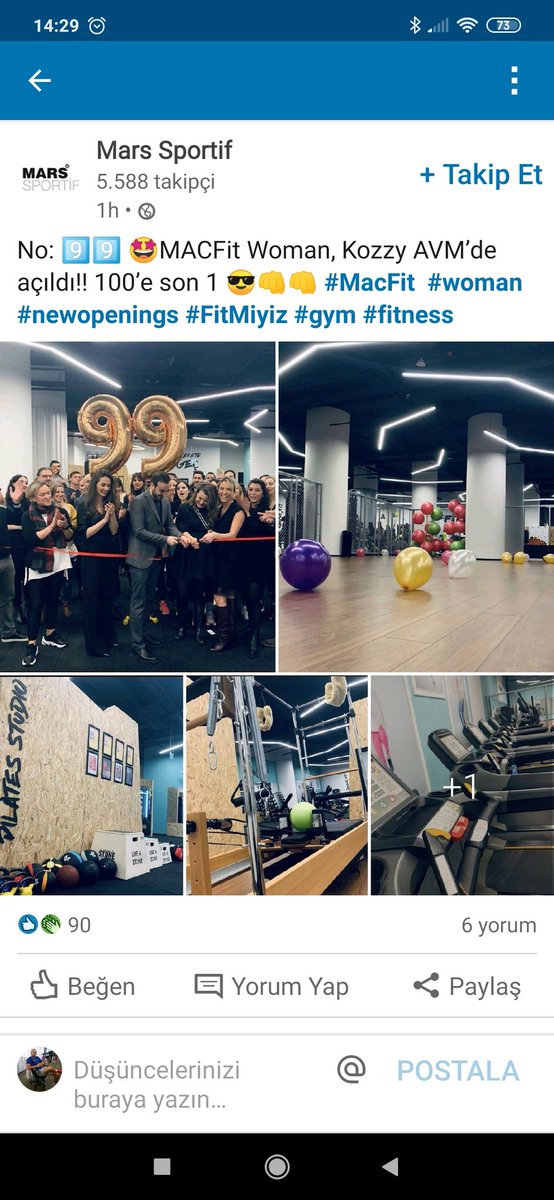 14:29
73
MARS
SPORTIF
Mars Sportif
5.588 takipçi
+ Takip Et
1h •
No: 9️⃣9️⃣ 🤩MACFit Woman, Kozzy AVM’de
açıldı!! 100’e son 1 😎👊👊 #MacFit #woman
#newopenings #FitMiyiz #gym #fitness
99
PILATES STUDIO
LIKE A
STONE
+1
90
6 yorum
Beğen
Yorum Yap
Paylaş
Düşüncelerinizi
buraya yazın...
@
POSTALA